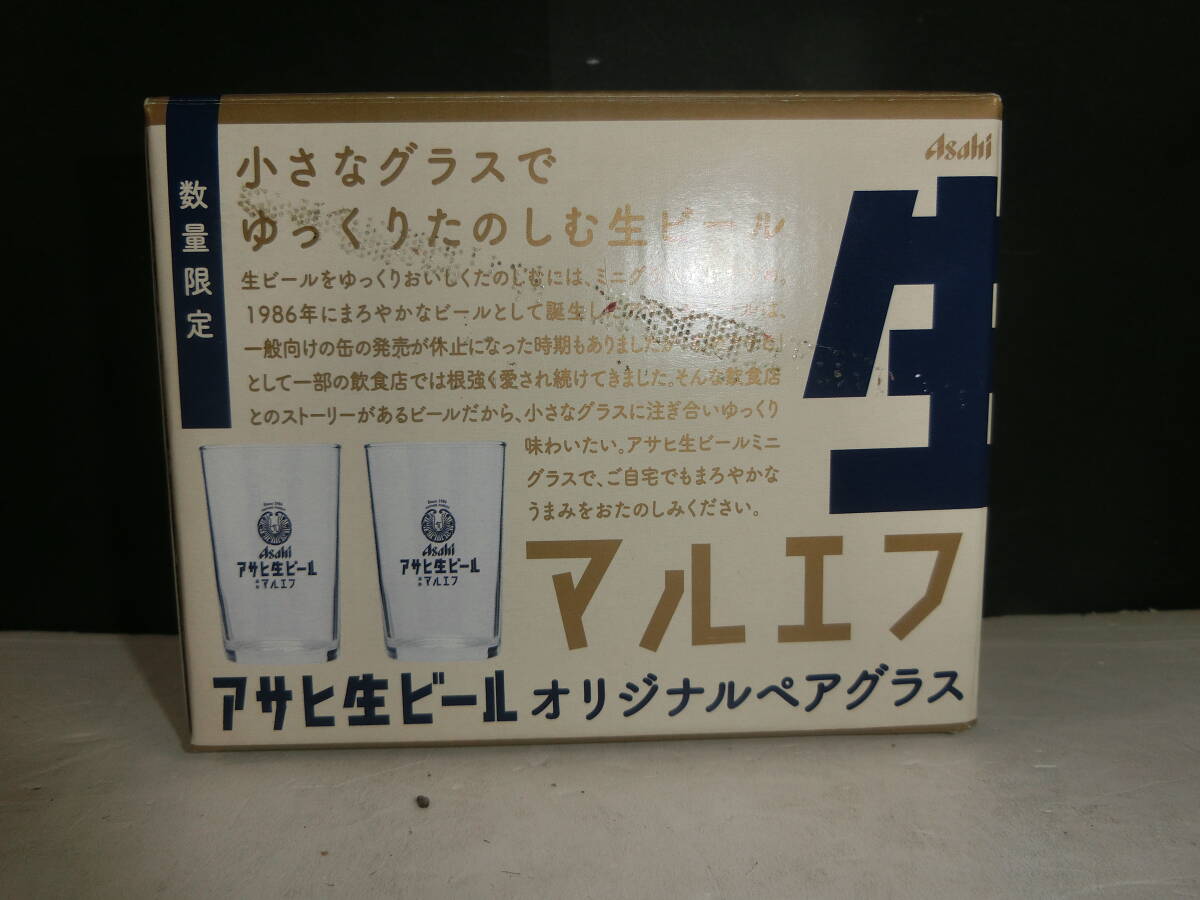 数量限定
小さなグラスで
ゆっくりたのしむ生ビール
Asahi
生
生ビールをゆっくりおいしくたのしむには、ミニグ
1986年にまろやかなビールとして誕生した
一般向けの缶の発売が休止になった時期もありましたが
として一部の飲食店では根強く愛され続けてきました。そんな飲食店
とのストーリーがあるビールだから、小さなグラスに注ぎ合いゆっくり
味わいたい。アサヒ生ビールミニ
グラスで、ご自宅でもまろやかな
うまみをおたのしみください。
Since 1986
Asahi
アサヒ生ビール
通称マルエフ
Since 1986
Asahi
アサヒ生ビール
通称マルエフ
マルエフ
アサヒ生ビール オリジナルペアグラス